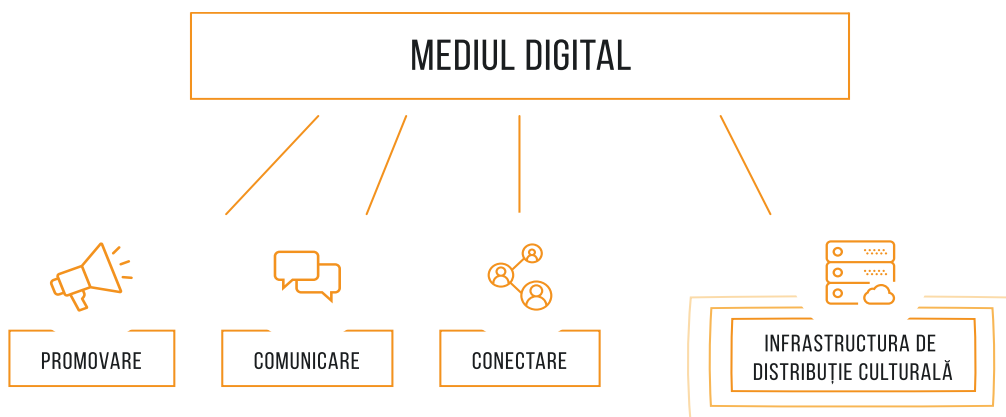 MEDIUL DIGITAL
PROMOVARE
COMUNICARE
CONECTARE
INFRASTRUCTURA DE
DISTRIBUȚIE CULTURALĂ